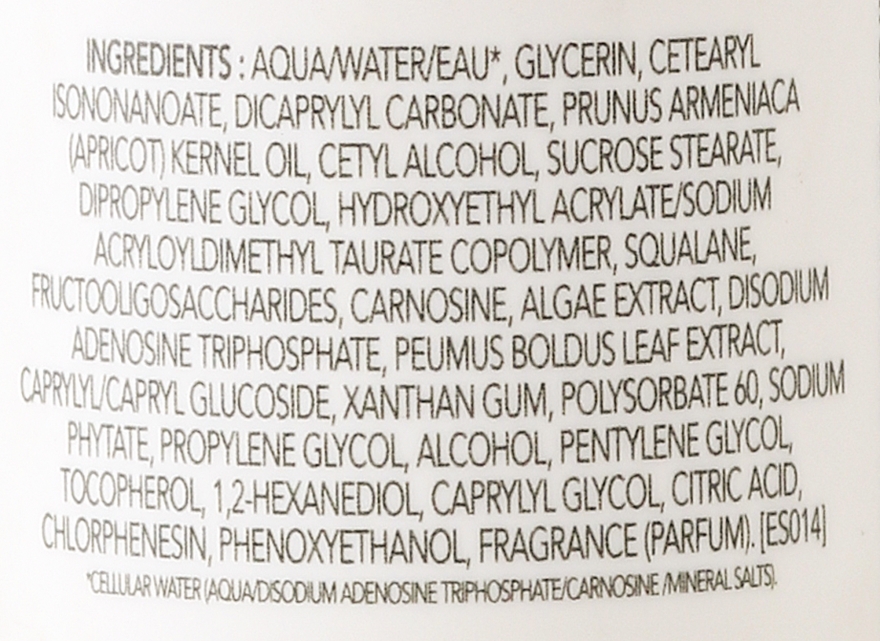 INGREDIENTS : AQUA/WATER/EAU*, GLYCERIN, CETEARYL
ISONONANOATE, DICAPRYLYL CARBONATE, PRUNUS ARMENIACA
(APRICOT) KERNEL OIL, CETYL ALCOHOL, SUCROSE STEARATE,
DIPROPYLENE GLYCOL, HYDROXYETHYL ACRYLATE/SODIUM
ACRYLOYLDIMETHYL TAURATE COPOLYMER, SQUALANE,
FRUCTOOLIGOSACCHARIDES, CARNOSINE, ALGAE EXTRACT, DISODIUM
ADENOSINE TRIPHOSPHATE, PEUMUS BOLDUS LEAF EXTRACT,
CAPRYLYL/CAPRYL GLUCOSIDE, XANTHAN GUM, POLYSORBATE 60, SODIUM
PHYTATE, PROPYLENE GLYCOL, ALCOHOL, PENTYLENE GLYCOL,
TOCOPHEROL, 1,2-HEXANEDIOL, CAPRYLYL GLYCOL, CITRIC ACID,
CHLORPHENESIN, PHENOXYETHANOL, FRAGRANCE (PARFUM). [ES014]
*CELLULAR WATER (AQUA/DISODIUM ADENOSINE TRIPHOSPHATE/CARNOSINE /MINERAL SALTS).